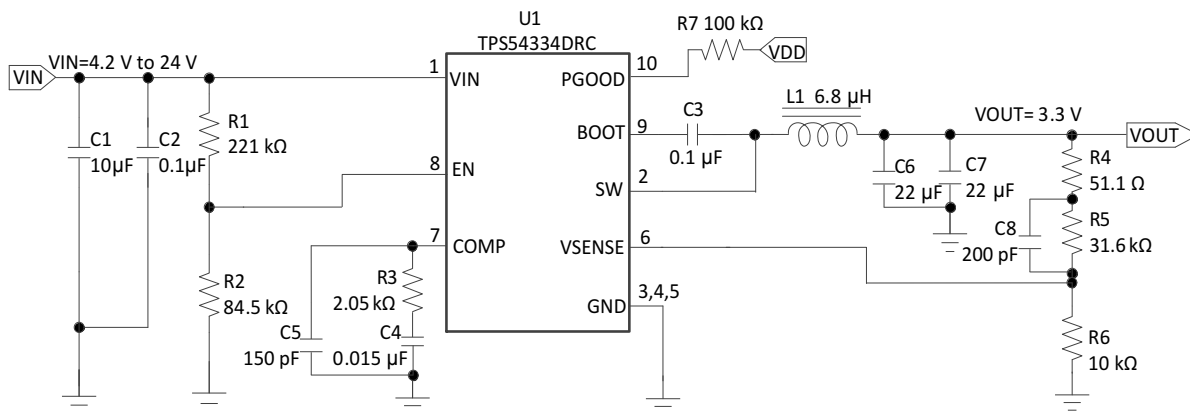 U1
TPS54334DRC
R7 100 kΩ
VDD
VIN
VIN=4.2 V to 24 V
1
VIN
PGOOD
10
C1
10µF
C2
0.1µF
R1
221 kΩ
BOOT
9
C3
0.1 µF
L1 6.8 µH
VOUT= 3.3 V
VOUT
8
EN
SW
2
C6
22 µF
C7
22 µF
R4
51.1 Ω
7
COMP
VSENSE
6
C8
200 pF
R5
31.6 kΩ
R2
84.5 kΩ
R3
2.05 kΩ
C5
150 pF
C4
0.015 µF
GND
3,4,5
R6
10 kΩ